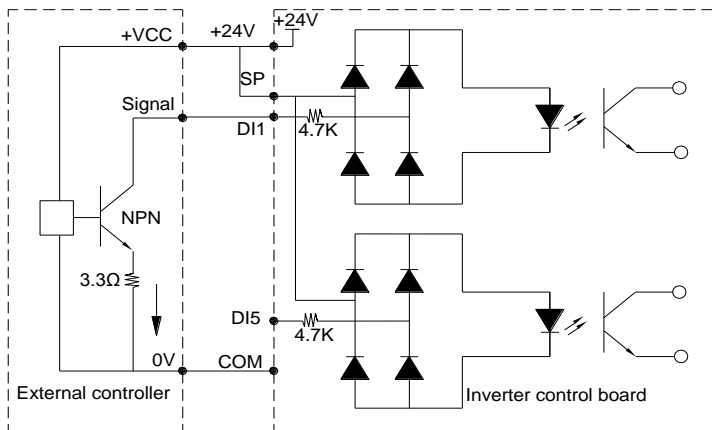 +VCC
+24V
+24V
SP
Signal
DI1
4.7K
NPN
3.3Ω
DI5
4.7K
0V
COM
External controller
Inverter control board